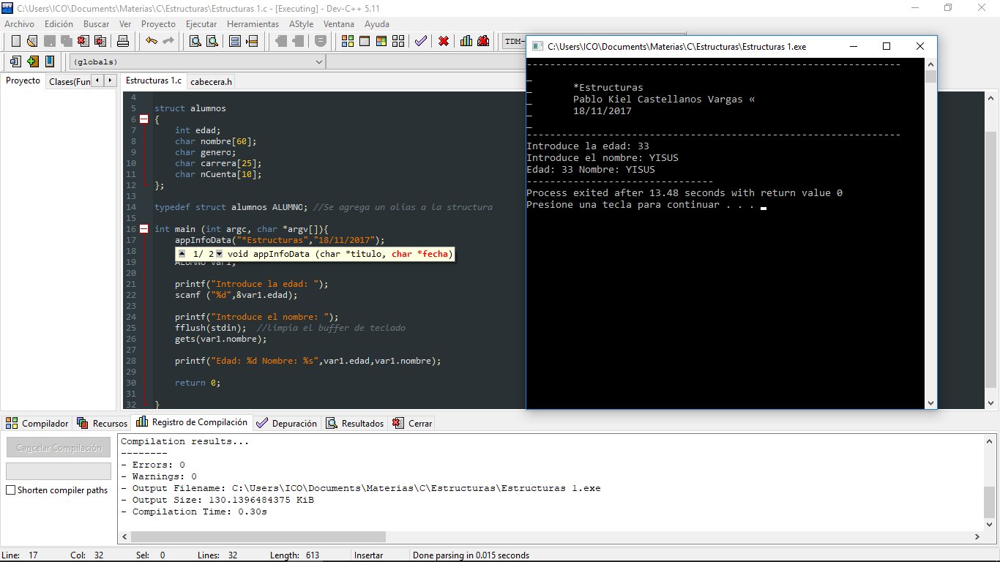 C:\Users\ICO\Documents\Materias\C\Estructuras\Estructuras 1.c - [Executing] - Dev-C++ 5.11
Archivo Edición Buscar Ver Proyecto Ejecutar Herramientas AStyle Ventana Ayuda
TDM-
(globals)
Proyecto Clases(Fun
Estructuras 1.c cabecera.h
4
5 struct alumnos
6 {
7 int edad;
8 char nombre[60];
9 char genero;
10 char carrera[25];
11 char nCuenta[10];
12 };
13
14 typedef struct alumnos ALUMNO; //Se agrega un alias a la structura
15
16 int main (int argc, char *argv[]){
17 appInfoData("*Estructuras","18/11/2017");
18 1/ 2 void appInfoData (char *titulo, char *fecha)
19 ALUMNO var1;
20
21 printf("Introduce la edad: ");
22 scanf ("%d",&var1.edad);
23
24 printf("Introduce el nombre: ");
25 fflush(stdin); //limpia el buffer de teclado
26 gets(var1.nombre);
27
28 printf("Edad: %d Nombre: %s",var1.edad,var1.nombre);
29
30 return 0;
31
32 }
C:\Users\ICO\Documents\Materias\C\Estructuras\Estructuras 1.exe
----------------------------------------------------------------
_
_ *Estructuras
_ Pablo Kiel Castellanos Vargas «
_ 18/11/2017
_
----------------------------------------------------------------
Introduce la edad: 33
Introduce el nombre: YISUS
Edad: 33 Nombre: YISUS
--------------------------------
Process exited after 13.48 seconds with return value 0
Presione una tecla para continuar . . .
Compilador Recursos Registro de Compilación Depuración Resultados Cerrar
Cancelar Compilación
Shorten compiler paths
Compilation results...
--------
- Errors: 0
- Warnings: 0
- Output Filename: C:\Users\ICO\Documents\Materias\C\Estructuras\Estructuras 1.exe
- Output Size: 130.1396484375 KiB
- Compilation Time: 0.30s
Line: 17 Col: 32 Sel: 0 Lines: 32 Length: 613 Insertar Done parsing in 0.015 seconds